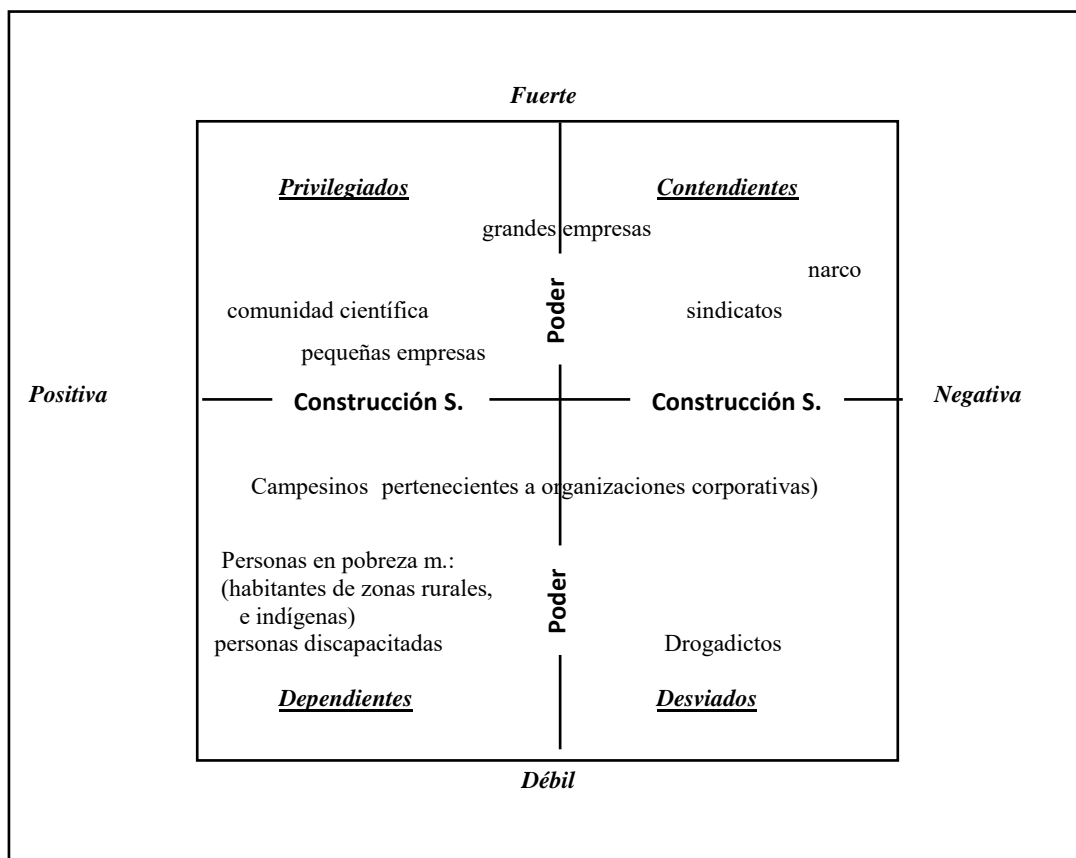 Fuerte
Privilegiados
Contendientes
grandes empresas
narco
Poder
comunidad científica
sindicatos
pequeñas empresas
Positiva
Construcción S.
Construcción S.
Negativa
Campesinos pertenecientes a organizaciones corporativas)
Personas en pobreza m.:
(habitantes de zonas rurales,
e indígenas)
Poder
personas discapacitadas
Drogadictos
Dependientes
Desviados
Débil